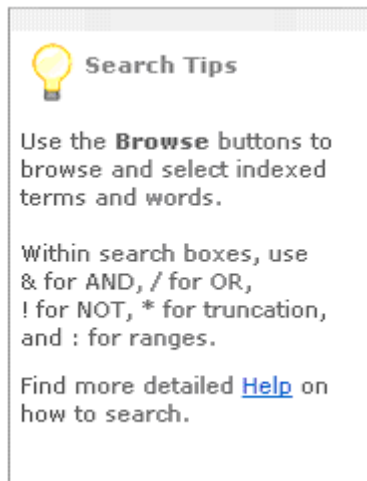 Search Tips
Use the Browse buttons to
browse and select indexed
terms and words.
Within search boxes, use
& for AND, / for OR,
! for NOT, * for truncation,
and : for ranges.
Find more detailed Help on
how to search.